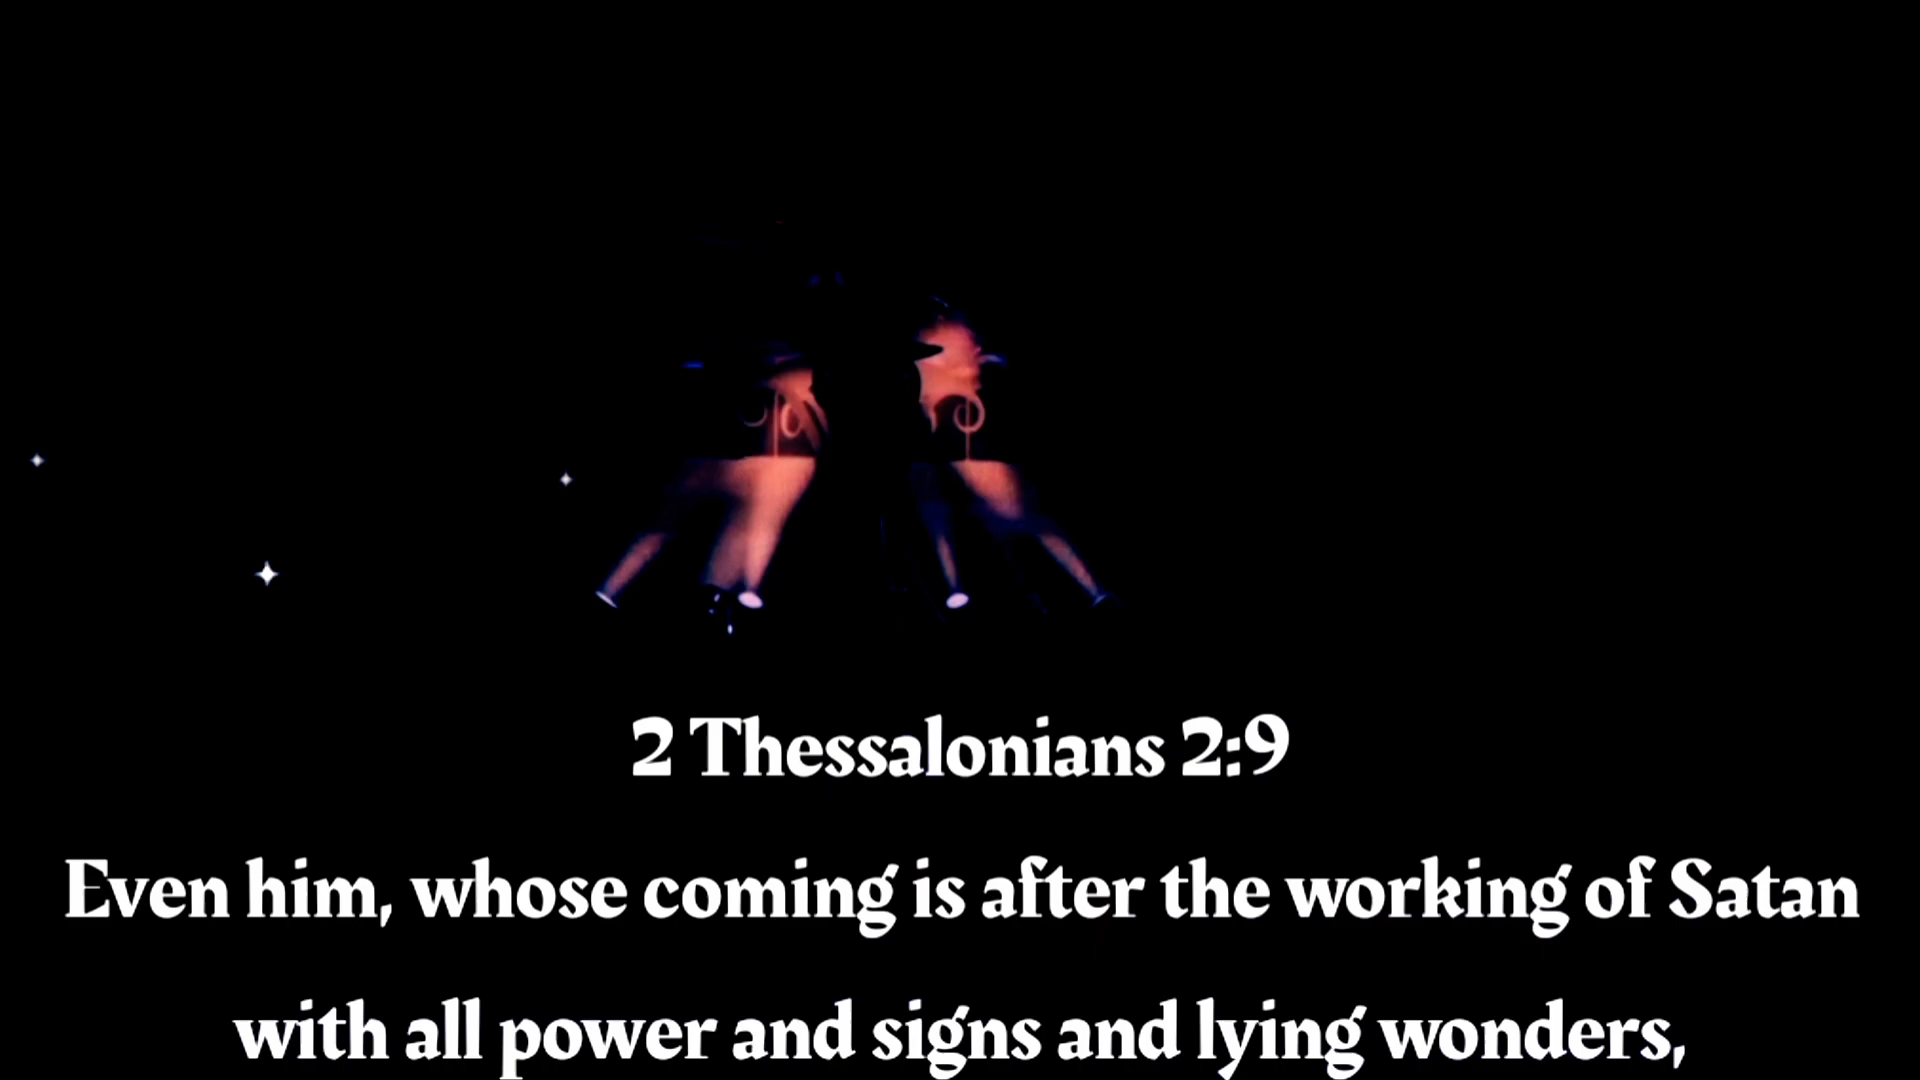 2 Thessalonians 2:9
Even him, whose coming is after the working of Satan
with all power and signs and lying wonders,